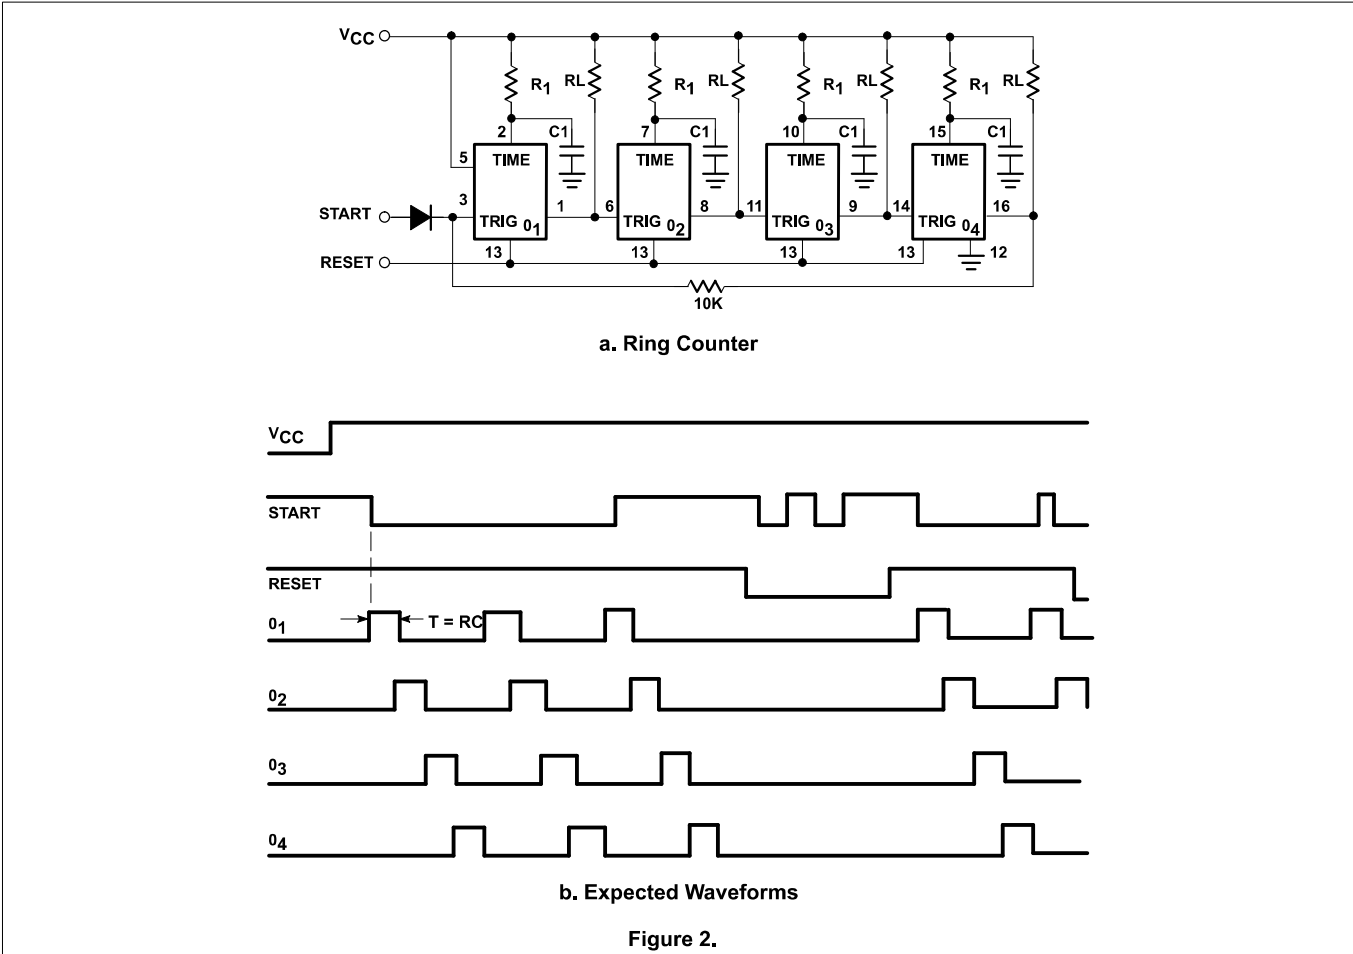 VCC
R1 RL R1 RL R1 RL R1 RL
2 C1 7 C1 10 C1 15 C1
5 TIME TIME TIME TIME
START 3 TRIG 01 1 6 TRIG 02 8 11 TRIG 03 9 14 TRIG 04 16
RESET 13 13 13 13 12
10K
a. Ring Counter
VCC
START
RESET
01 T = RC
02
03
04
b. Expected Waveforms
Figure 2.